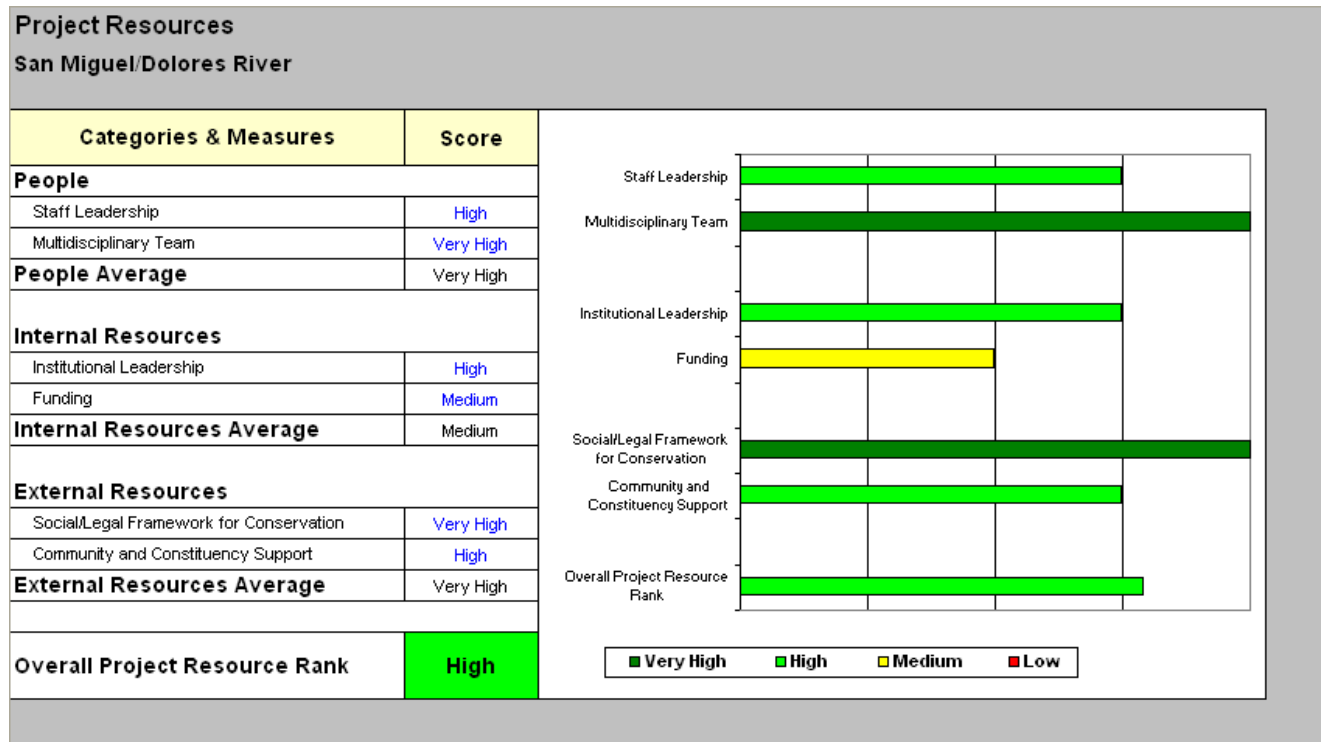 Project Resources
San Miguel/Dolores River
Categories & Measures Score
People
Staff Leadership High
Multidisciplinary Team Very High
People Average Very High
Internal Resources
Institutional Leadership High
Funding Medium
Internal Resources Average Medium
External Resources
Social/Legal Framework for Conservation Very High
Community and Constituency Support High
External Resources Average Very High
Overall Project Resource Rank High
Staff Leadership
Multidisciplinary Team
Institutional Leadership
Funding
Social/Legal Framework
for Conservation
Community and
Constituency Support
Overall Project Resource
Rank
Very High High Medium Low